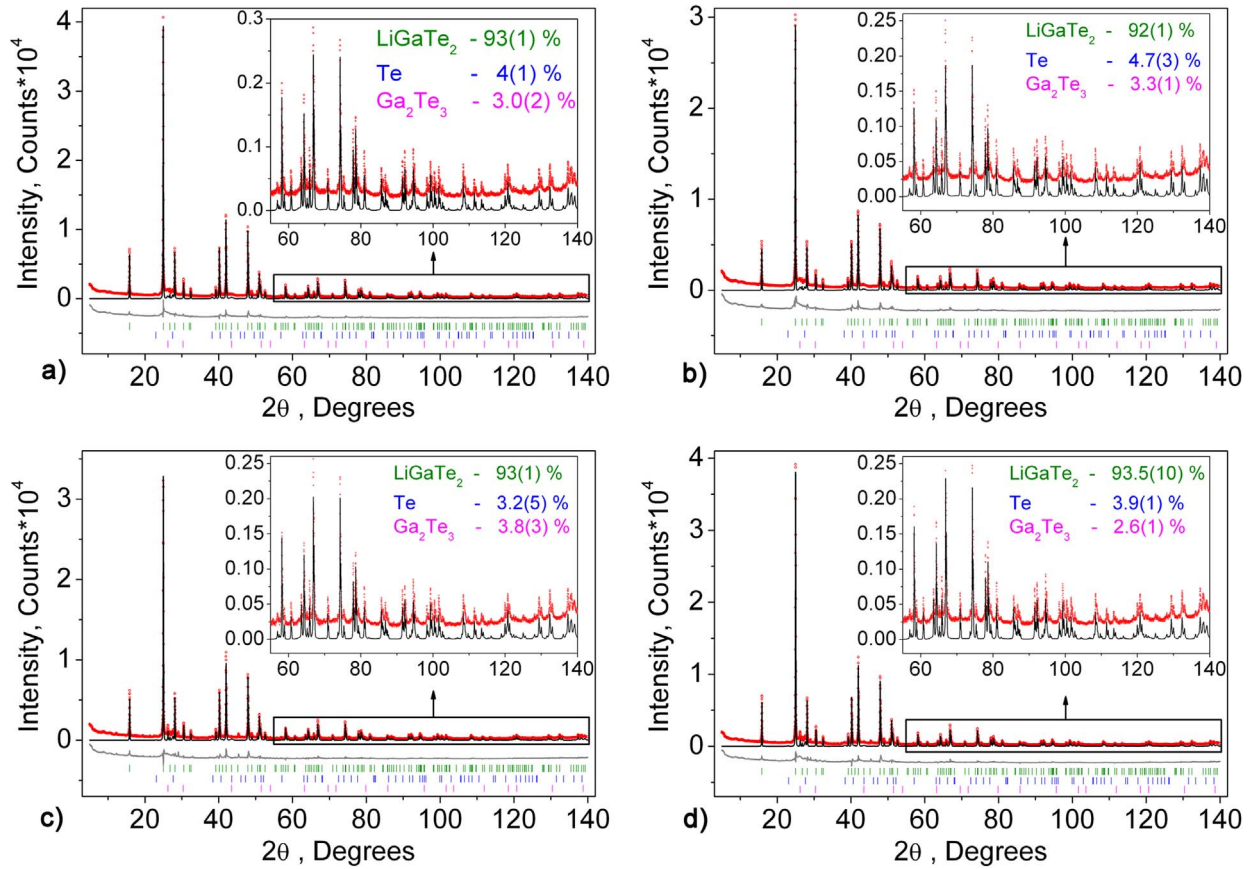 Intensity, Counts*10⁴
4
3
2
1
0
0.3
0.2
0.1
0.0
60 80 100 120 140
LiGaTe₂ - 93(1) %
Te - 4(1) %
Ga₂Te₃ - 3.0(2) %
20 40 60 80 100 120 140
2θ , Degrees
a)
Intensity, Counts*10⁴
3
2
1
0
0.25
0.20
0.15
0.10
0.05
0.00
60 80 100 120 140
LiGaTe₂ - 92(1) %
Te - 4.7(3) %
Ga₂Te₃ - 3.3(1) %
20 40 60 80 100 120 140
2θ , Degrees
b)
Intensity, Counts*10⁴
3
2
1
0
0.25
0.20
0.15
0.10
0.05
0.00
60 80 100 120 140
LiGaTe₂ - 93(1) %
Te - 3.2(5) %
Ga₂Te₃ - 3.8(3) %
20 40 60 80 100 120 140
2θ , Degrees
c)
Intensity, Counts*10⁴
4
3
2
1
0
0.25
0.20
0.15
0.10
0.05
0.00
60 80 100 120 140
LiGaTe₂ - 93.5(10) %
Te - 3.9(1) %
Ga₂Te₃ - 2.6(1) %
20 40 60 80 100 120 140
2θ , Degrees
d)